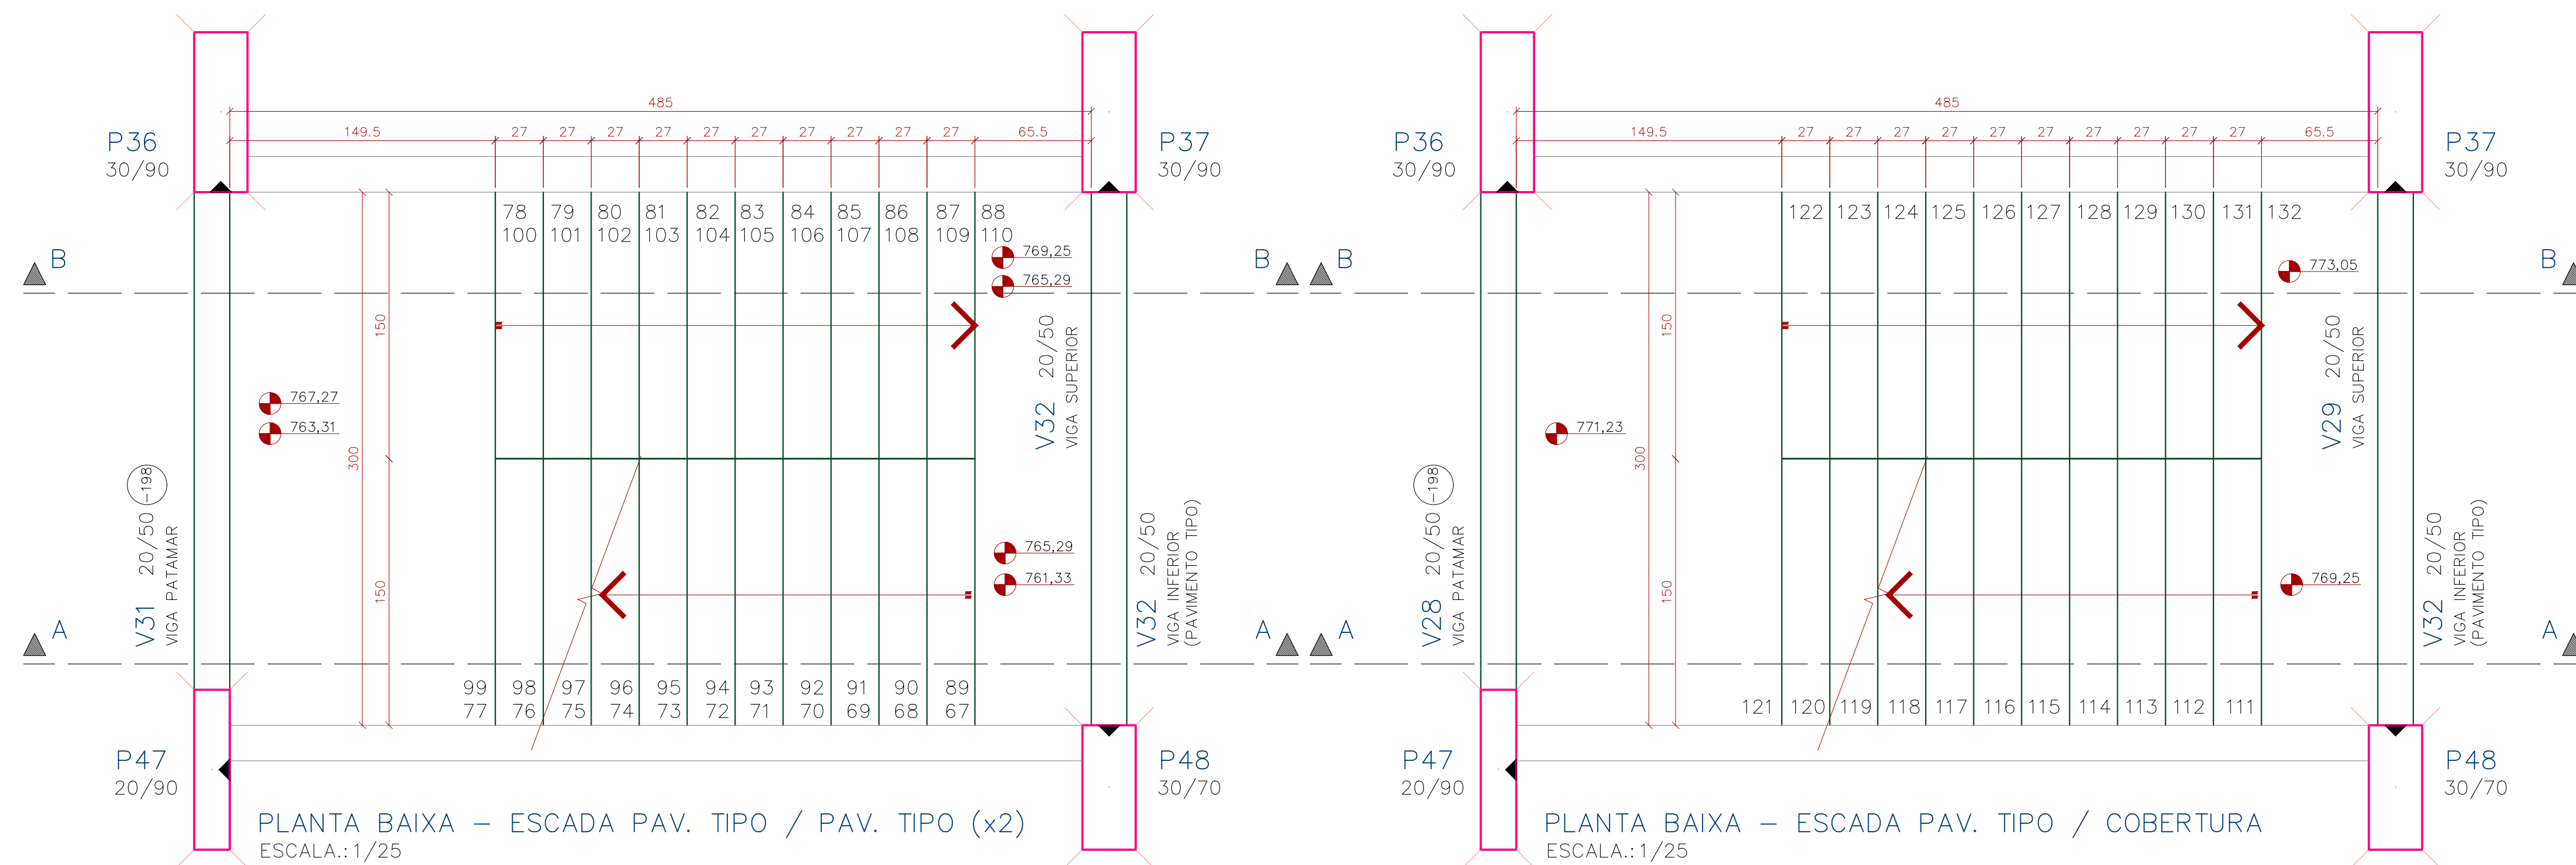 485
149.5 27 27 27 27 27 27 27 27 27 27 65.5
P36
30/90
P37
30/90
78 79 80 81 82 83 84 85 86 87 88
100 101 102 103 104 105 106 107 108 109 110
769,25
765,29
B
B
150
300
150
767,27
763,31
V32 20/50
VIGA SUPERIOR
V31 20/50 -198
VIGA PATAMAR
765,29
761,33
V32 20/50
VIGA INFERIOR
(PAVIMENTO TIPO)
A
A
99 98 97 96 95 94 93 92 91 90 89
77 76 75 74 73 72 71 70 69 68 67
P47
20/90
P48
30/70
PLANTA BAIXA – ESCADA PAV. TIPO / PAV. TIPO (x2)
ESCALA.:1/25
485
149.5 27 27 27 27 27 27 27 27 27 27 65.5
P36
30/90
P37
30/90
122 123 124 125 126 127 128 129 130 131 132
773,05
B
B
150
300
150
771,23
V29 20/50
VIGA SUPERIOR
V28 20/50 -198
VIGA PATAMAR
769,25
V32 20/50
VIGA INFERIOR
(PAVIMENTO TIPO)
A
A
121 120 119 118 117 116 115 114 113 112 111
P47
20/90
P48
30/70
PLANTA BAIXA – ESCADA PAV. TIPO / COBERTURA
ESCALA.:1/25